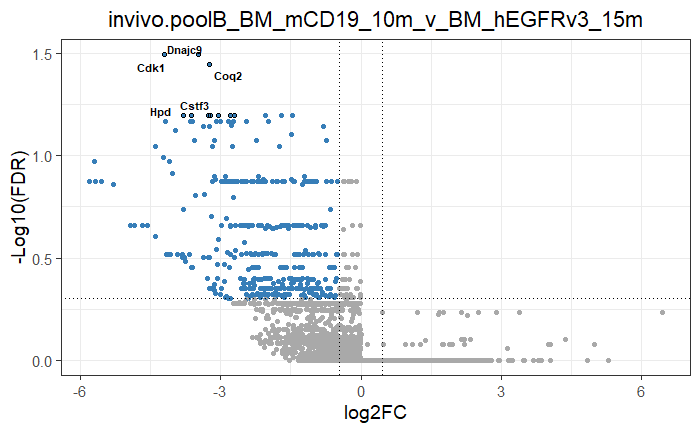 invivo.poolB_BM_mCD19_10m_v_BM_hEGFRv3_15m
1.5
Dnajc9
Cdk1
Coq2
Cstf3
Hpd
1.0
-Log10(FDR)
0.5
0.0
-6 -3 0 3 6
log2FC